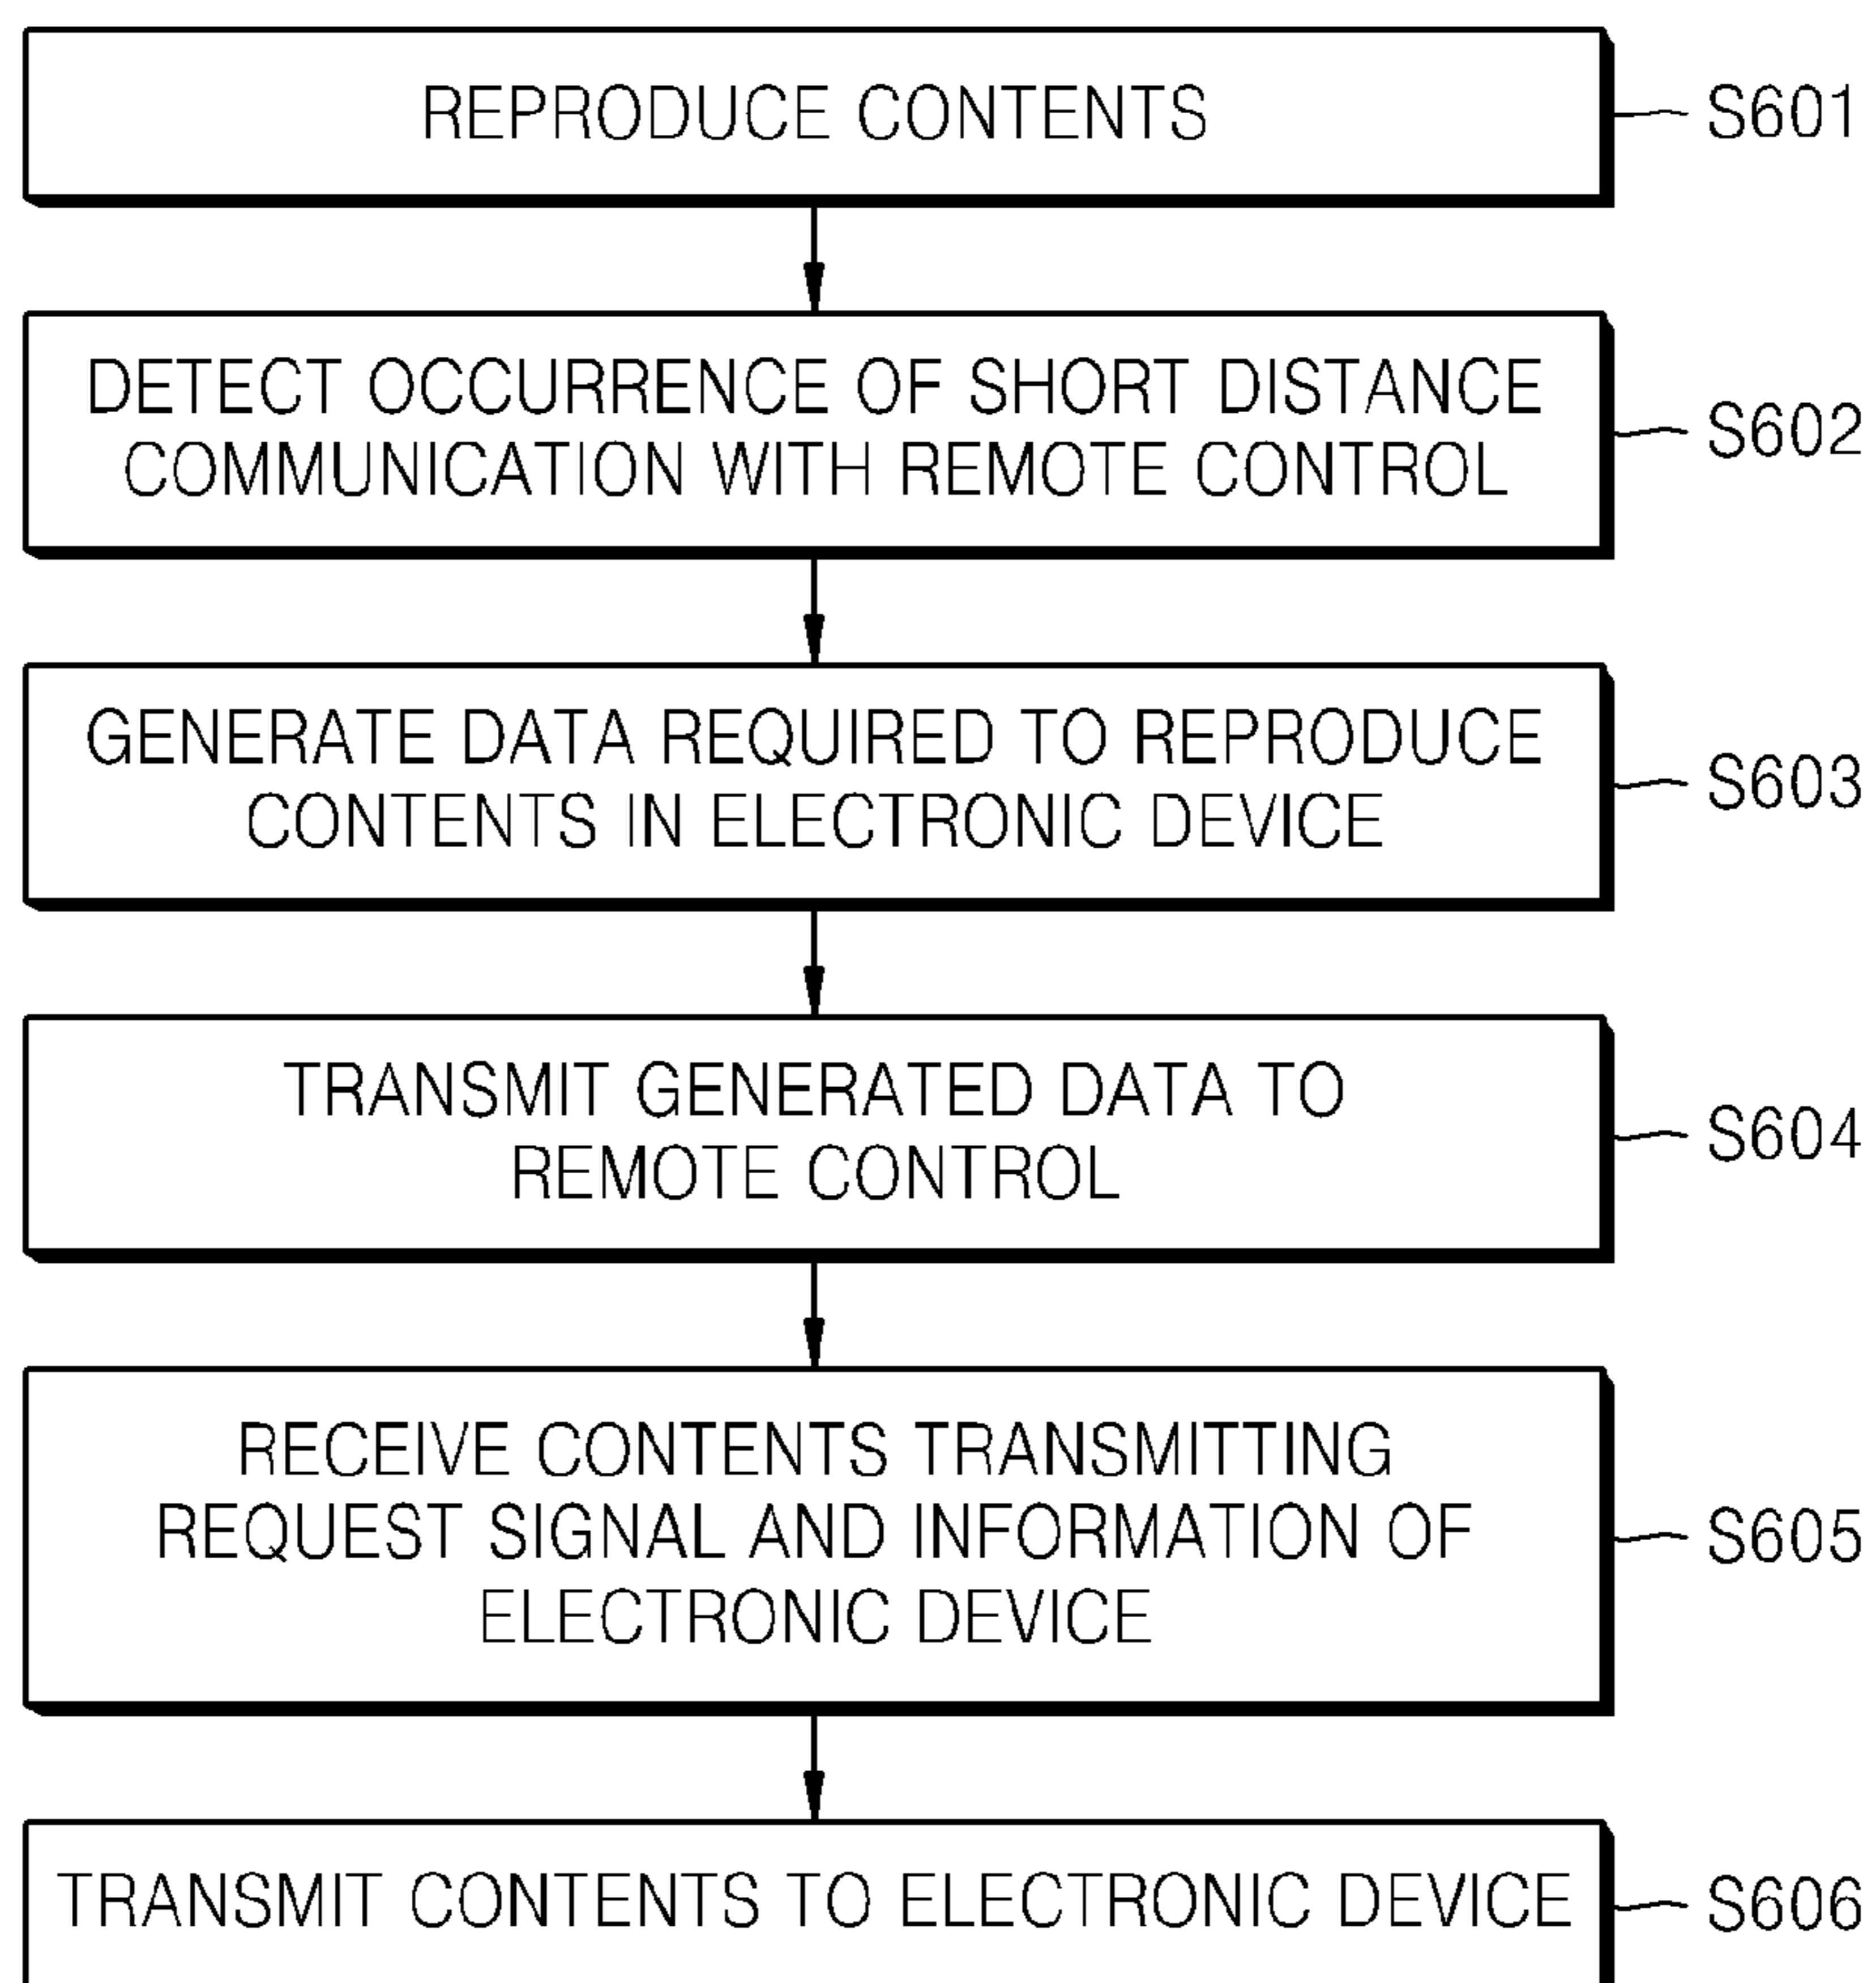 REPRODUCE CONTENTS
S601
DETECT OCCURRENCE OF SHORT DISTANCE
COMMUNICATION WITH REMOTE CONTROL
S602
GENERATE DATA REQUIRED TO REPRODUCE
CONTENTS IN ELECTRONIC DEVICE
S603
TRANSMIT GENERATED DATA TO
REMOTE CONTROL
S604
RECEIVE CONTENTS TRANSMITTING
REQUEST SIGNAL AND INFORMATION OF
ELECTRONIC DEVICE
S605
TRANSMIT CONTENTS TO ELECTRONIC DEVICE
S606